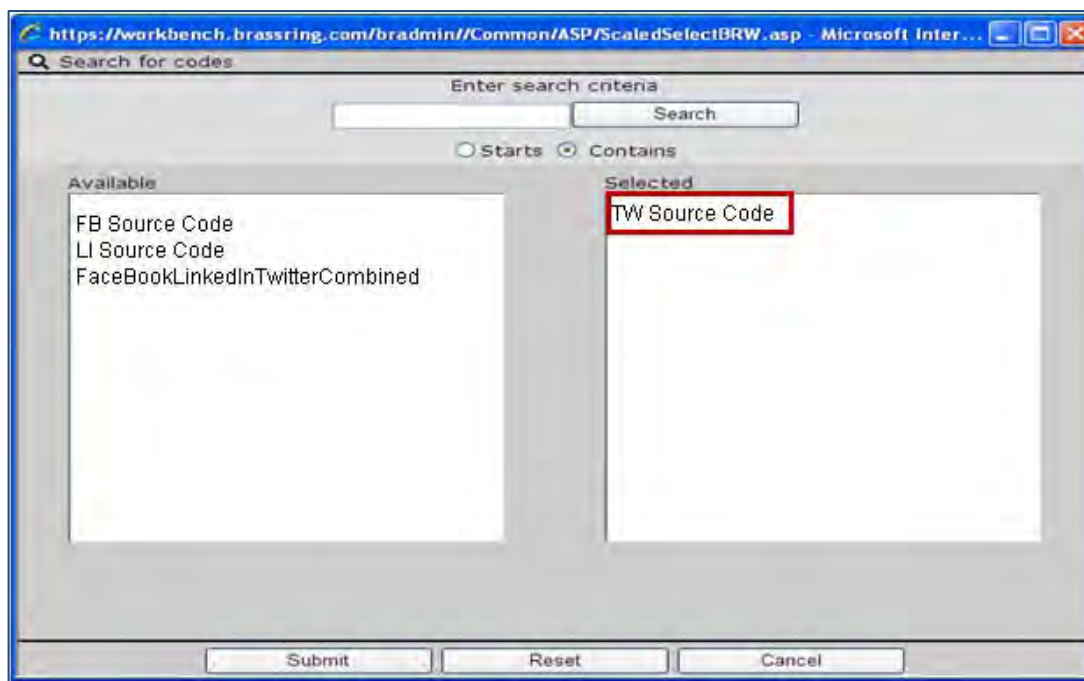 https://workbench.brassring.com/bradmin//Common/ASP/ScaledSelectBRW.asp - Microsoft Inter...
Search for codes
Enter search criteria
Search
Starts Contains
Available
FB Source Code
LI Source Code
FaceBookLinkedInTwitterCombined
Selected
TW Source Code
Submit Reset Cancel